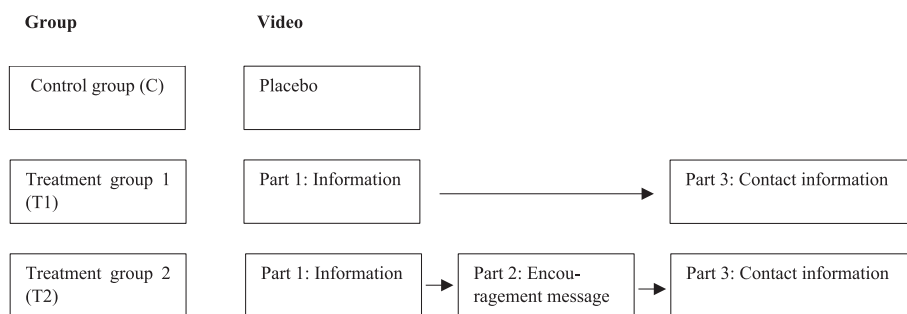 Group Video
Control group (C) Placebo
Treatment group 1 Part 1: Information Part 3: Contact information
(T1)
Treatment group 2 Part 1: Information Part 2: Encou- Part 3: Contact information
(T2) ragement message